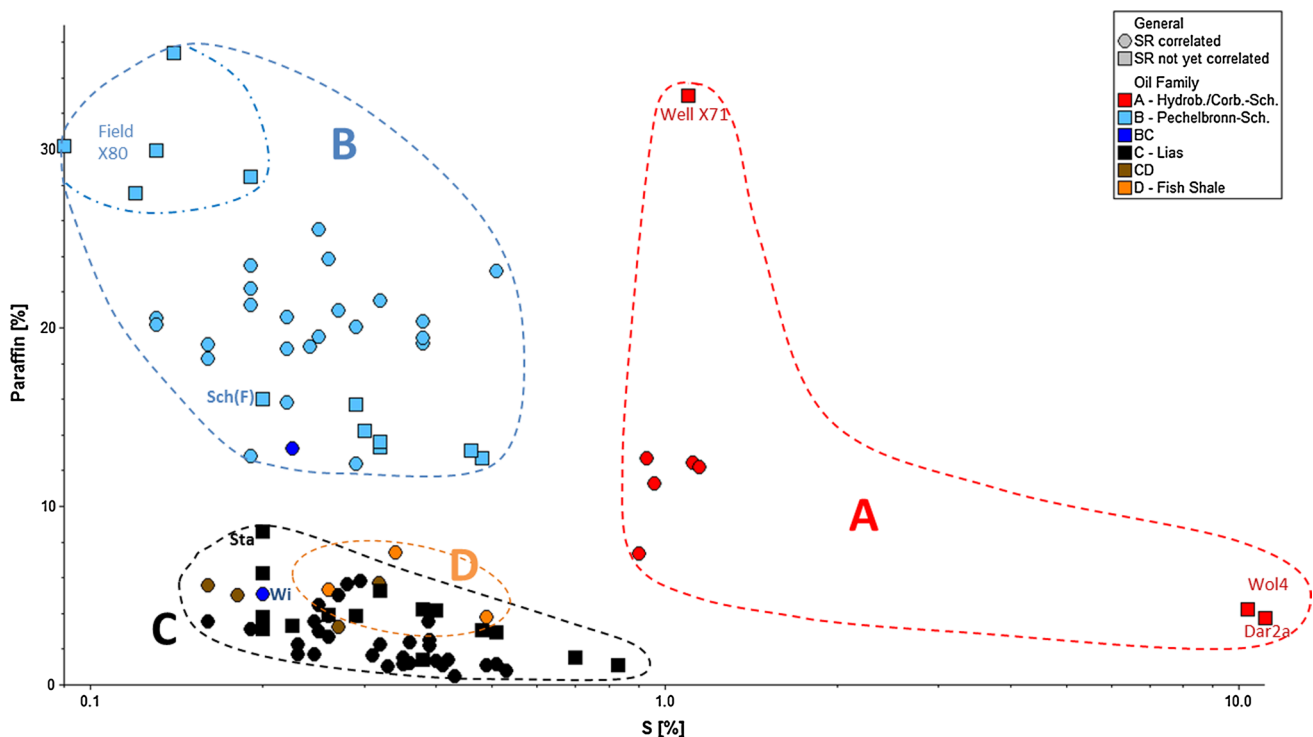 General
SR correlated
SR not yet correlated
Oil Family
A - Hydrob./Corb.-Sch.
B - Pechelbronn-Sch.
BC
C - Lias
CD
D - Fish Shale
Field
X80
B
Well X71
Sch(F)
A
Sta
D
Wi
C
Wol4
Dar2a
Paraffin [%]
30
20
10
0
0.1
1.0
10.0
S [%]